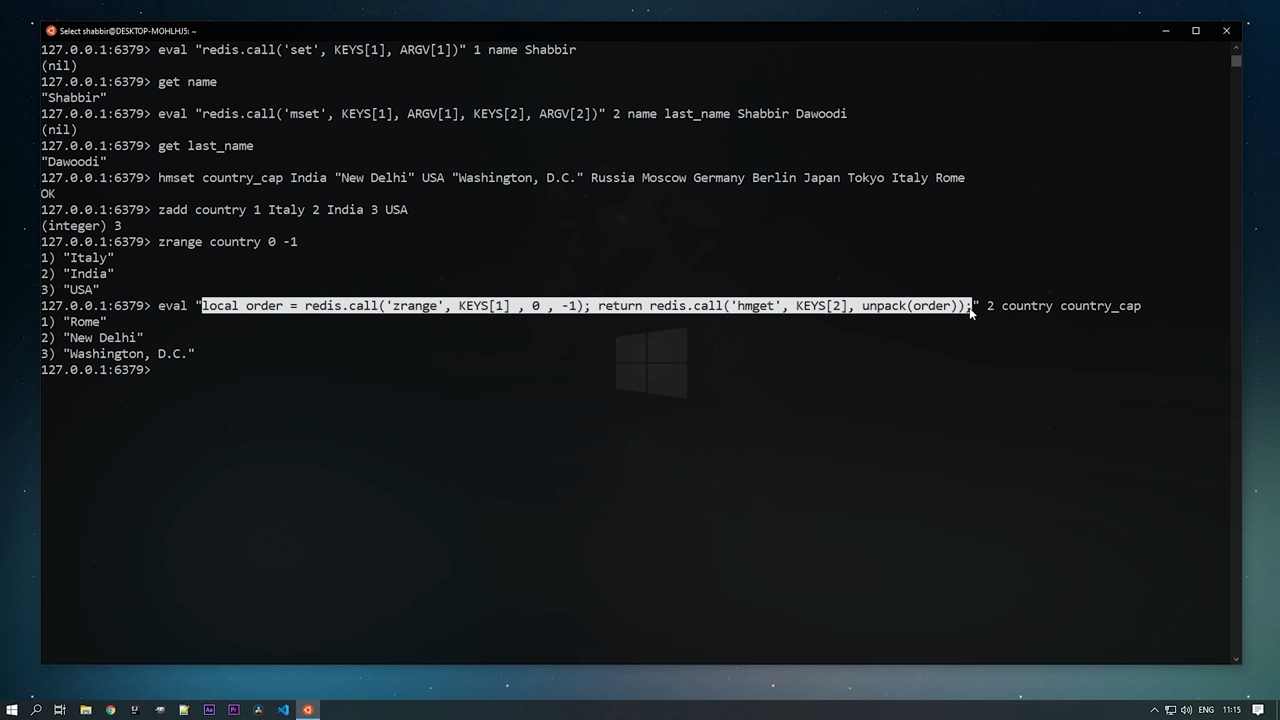 Select shabbir@DESKTOP-MOHLHJ5: ~
127.0.0.1:6379> eval "redis.call('set', KEYS[1], ARGV[1])" 1 name Shabbir
(nil)
127.0.0.1:6379> get name
"Shabbir"
127.0.0.1:6379> eval "redis.call('mset', KEYS[1], ARGV[1], KEYS[2], ARGV[2])" 2 name last_name Shabbir Dawoodi
(nil)
127.0.0.1:6379> get last_name
"Dawoodi"
127.0.0.1:6379> hmset country_cap India "New Delhi" USA "Washington, D.C." Russia Moscow Germany Berlin Japan Tokyo Italy Rome
OK
127.0.0.1:6379> zadd country 1 Italy 2 India 3 USA
(integer) 3
127.0.0.1:6379> zrange country 0 -1
1) "Italy"
2) "India"
3) "USA"
127.0.0.1:6379> eval "local order = redis.call('zrange', KEYS[1] , 0 , -1); return redis.call('hmget', KEYS[2], unpack(order));" 2 country country_cap
1) "Rome"
2) "New Delhi"
3) "Washington, D.C."
127.0.0.1:6379>
Ae Pr ENG 11:15